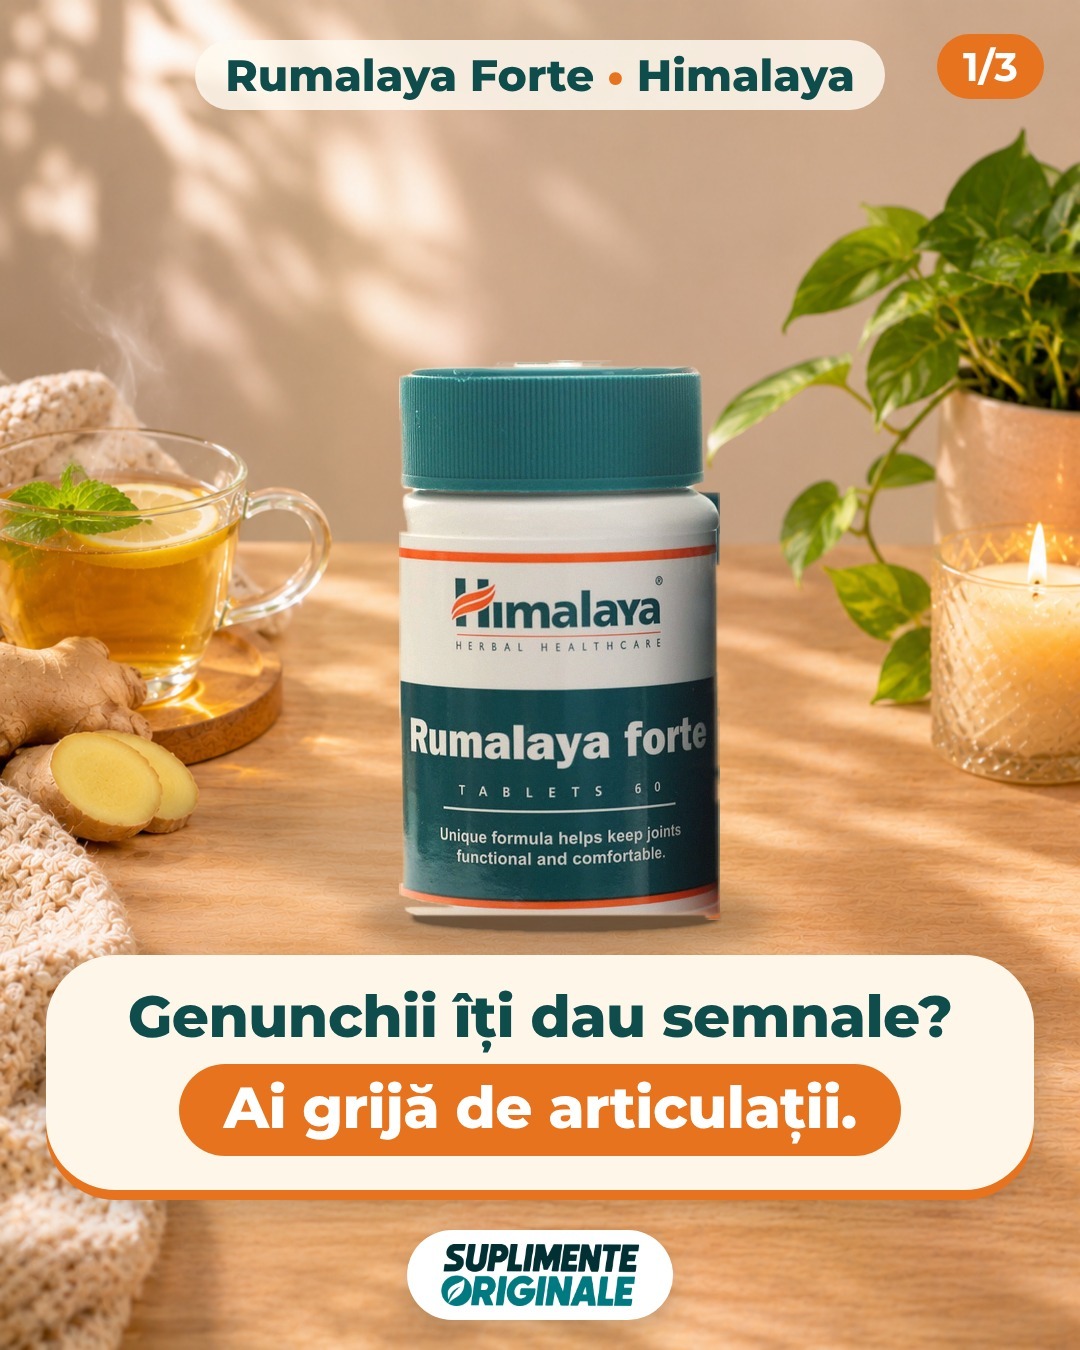 Rumalaya Forte • Himalaya
1/3
Himalaya®
HERBAL HEALTHCARE
Rumalaya forte
TABLETS 60
Unique formula helps keep joints
functional and comfortable.
Genunchii îți dau semnale?
Ai grijă de articulații.
SUPLIMENTE
ORIGINALE